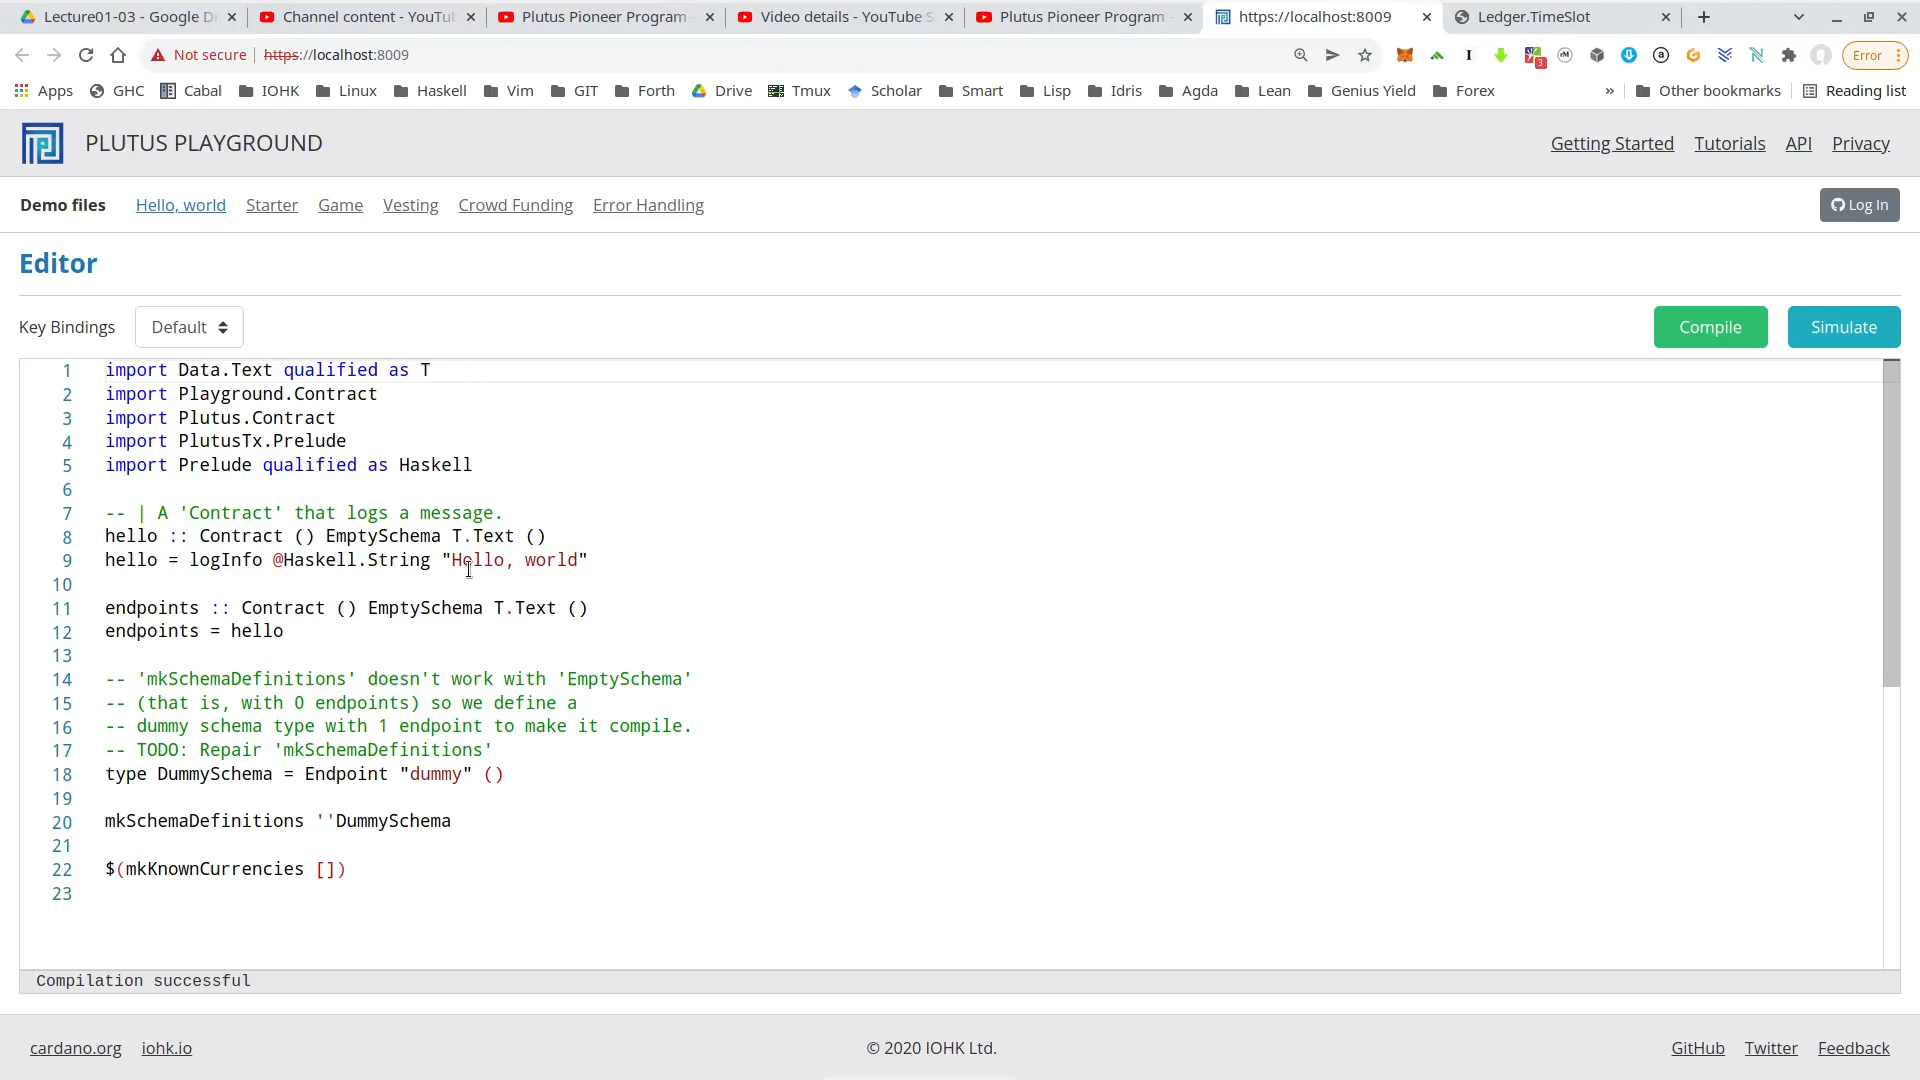 Lecture01-03 - Google D
Channel content - YouTu
Plutus Pioneer Program -
Video details - YouTube S
Plutus Pioneer Program -
https://localhost:8009
Ledger.TimeSlot
Not secure https://localhost:8009
Error
Apps GHC Cabal IOHK Linux Haskell Vim GIT Forth Drive Tmux Scholar Smart Lisp Idris Agda Lean Genius Yield Forex » Other bookmarks Reading list
PLUTUS PLAYGROUND
Getting Started Tutorials API Privacy
Demo files Hello, world Starter Game Vesting Crowd Funding Error Handling
Log In
Editor
Key Bindings Default
Compile Simulate
1 import Data.Text qualified as T
2 import Playground.Contract
3 import Plutus.Contract
4 import PlutusTx.Prelude
5 import Prelude qualified as Haskell
6
7 -- | A 'Contract' that logs a message.
8 hello :: Contract () EmptySchema T.Text ()
9 hello = logInfo @Haskell.String "Hello, world"
10
11 endpoints :: Contract () EmptySchema T.Text ()
12 endpoints = hello
13
14 -- 'mkSchemaDefinitions' doesn't work with 'EmptySchema'
15 -- (that is, with 0 endpoints) so we define a
16 -- dummy schema type with 1 endpoint to make it compile.
17 -- TODO: Repair 'mkSchemaDefinitions'
18 type DummySchema = Endpoint "dummy" ()
19
20 mkSchemaDefinitions ''DummySchema
21
22 $(mkKnownCurrencies [])
23
Compilation successful
cardano.org iohk.io
© 2020 IOHK Ltd.
GitHub Twitter Feedback